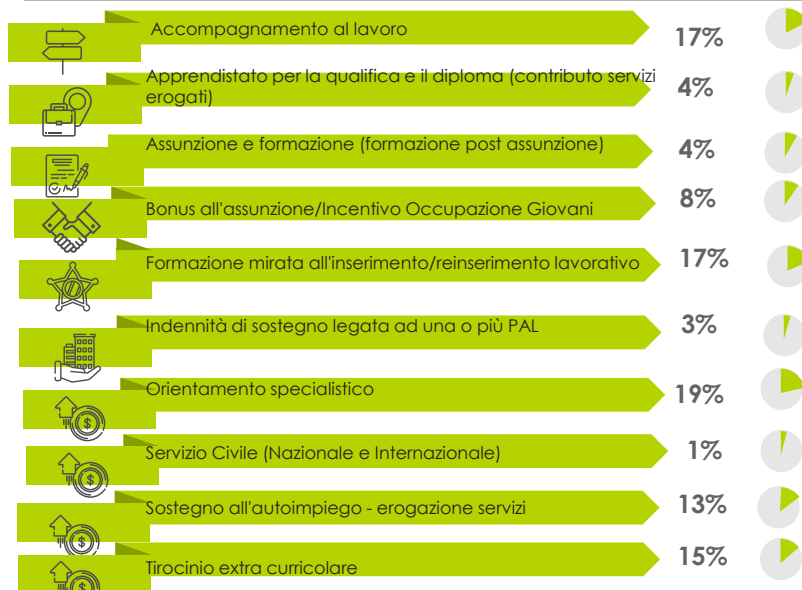 Accompagnamento al lavoro 17%
Apprendistato per la qualifica e il diploma (contributo servizi
erogati) 4%
Assunzione e formazione (formazione post assunzione) 4%
Bonus all'assunzione/Incentivo Occupazione Giovani 8%
Formazione mirata all'inserimento/reinserimento lavorativo 17%
Indennità di sostegno legata ad una o più PAL 3%
Orientamento specialistico 19%
Servizio Civile (Nazionale e Internazionale) 1%
Sostegno all'autoimpiego - erogazione servizi 13%
Tirocinio extra curricolare 15%